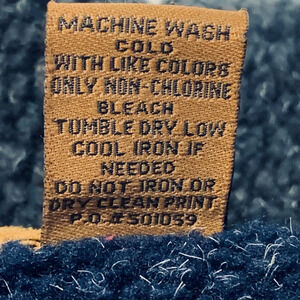 MACHINE WASH
COLD
WITH LIKE COLORS
ONLY NON-CHLORINE
BLEACH
TUMBLE DRY LOW
COOL IRON IF
NEEDED
DO NOT IRON OR
DRY CLEAN PRINT
P.O.#501059